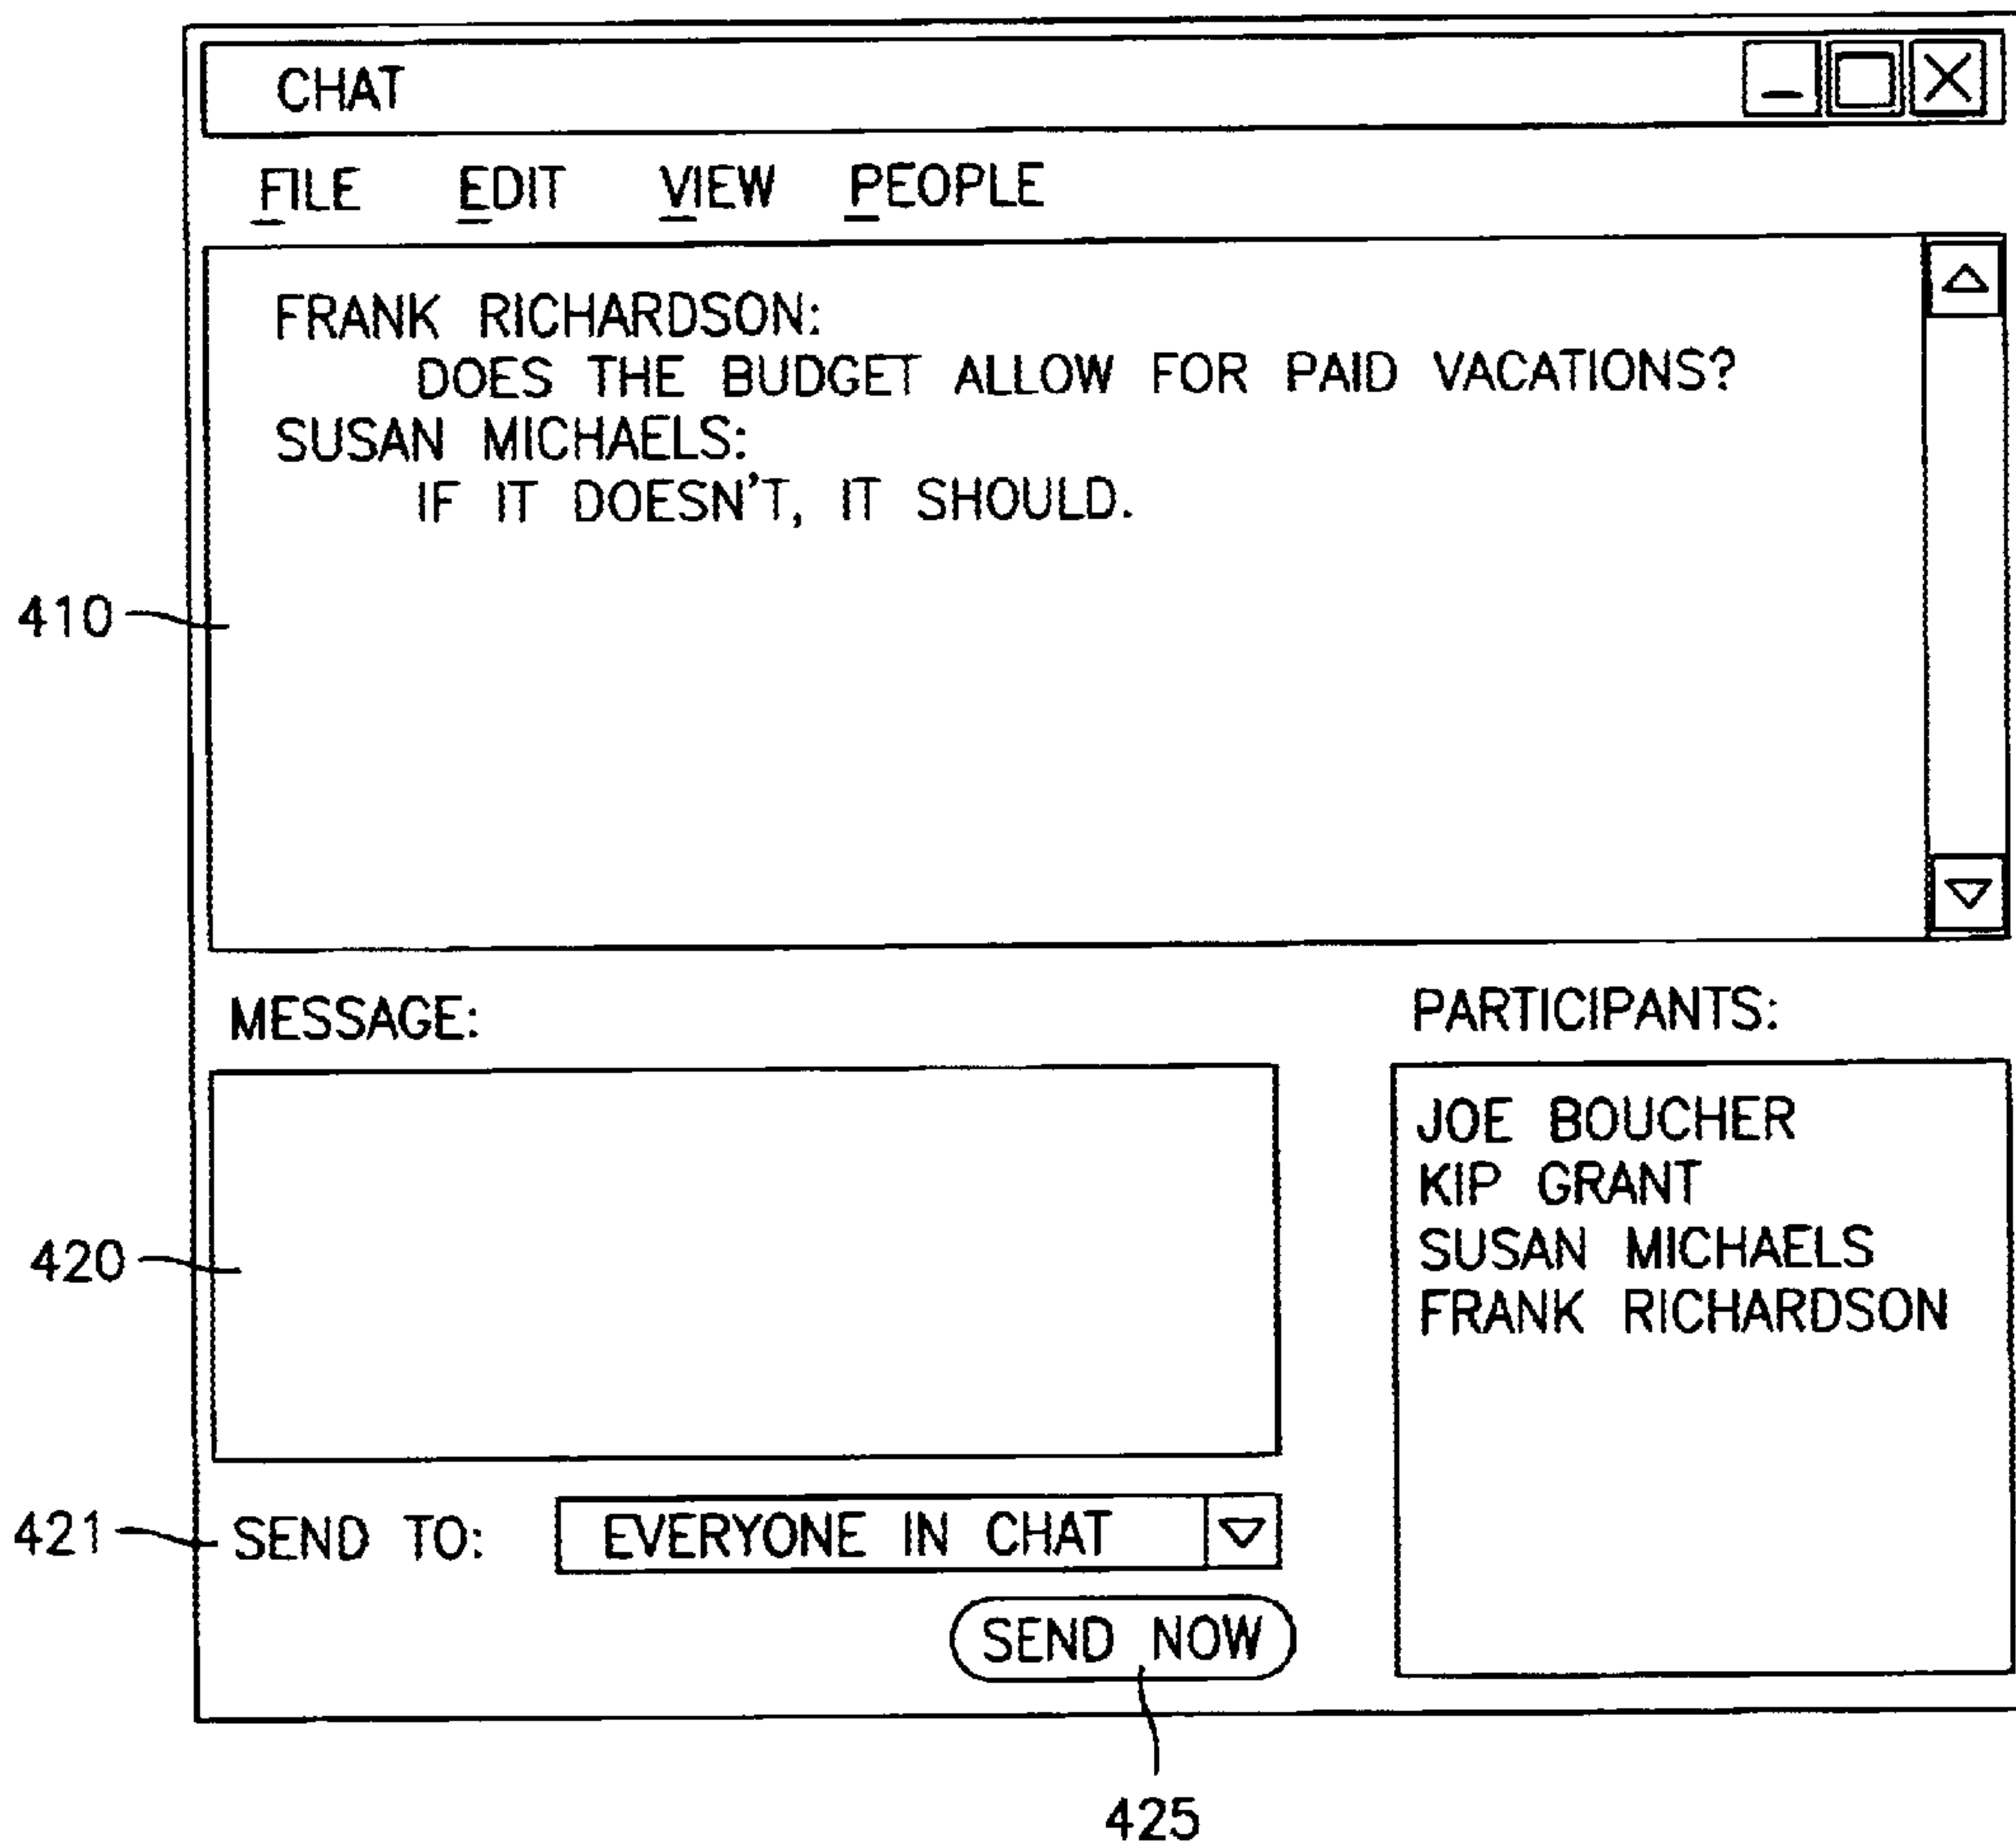 CHAT
FILE EDIT VIEW PEOPLE
FRANK RICHARDSON:
DOES THE BUDGET ALLOW FOR PAID VACATIONS?
SUSAN MICHAELS:
IF IT DOESN'T, IT SHOULD.
410
MESSAGE:
420
421 SEND TO: EVERYONE IN CHAT
SEND NOW
425
PARTICIPANTS:
JOE BOUCHER
KIP GRANT
SUSAN MICHAELS
FRANK RICHARDSON